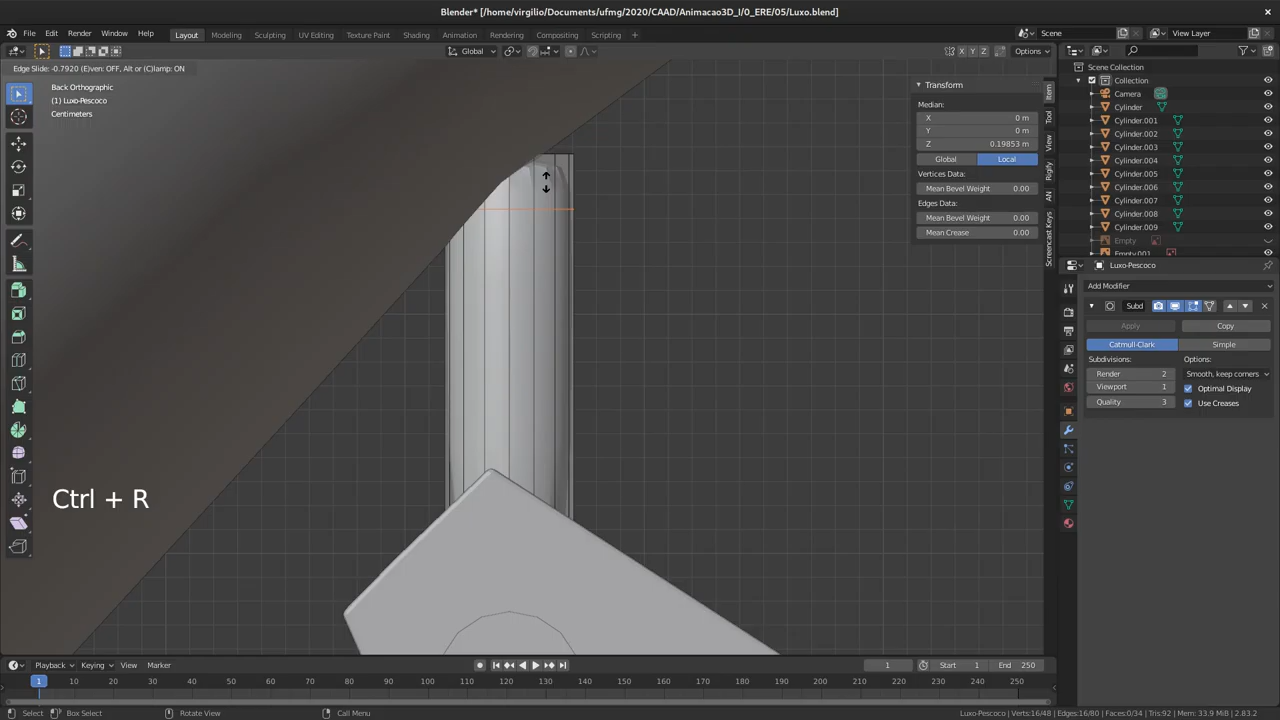 Blender* [/home/virgilio/Documents/ufmg/2020/CAAD/Animacao3D_I/0_ERE/05/Luxo.blend]
File Edit Render Window Help Layout Modeling Sculpting UV Editing Texture Paint Shading Animation Rendering Compositing Scripting + Scene View Layer
Global X Y Z Options
Edge Slide: -0.7920 (E)ven: OFF, Alt or (C)lamp: ON
Back Orthographic
(1) Luxo-Pescoco
Centimeters
Transform
Median:
X 0 m
Y 0 m
Z 0.19853 m
Global Local
Vertices Data:
Mean Bevel Weight 0.00
Edges Data:
Mean Bevel Weight 0.00
Mean Crease 0.00
Item
Tool
View
Rigify
AN
Screencast Keys
Scene Collection
Collection
Camera
Cylinder
Cylinder.001
Cylinder.002
Cylinder.003
Cylinder.004
Cylinder.005
Cylinder.006
Cylinder.007
Cylinder.008
Cylinder.009
Empty
Empty.001
Luxo-Pescoco
Add Modifier
Subd
Apply Copy
Catmull-Clark Simple
Subdivisions: Options:
Render 2 Smooth, keep corners
Viewport 1 Optimal Display
Quality 3 Use Creases
Ctrl + R
Playback Keying View Marker 1 Start 1 End 250
1 10 20 30 40 50 60 70 80 90 100 110 120 130 140 150 160 170 180 190 200 210 220 230 240 250
Select Box Select Rotate View Call Menu Luxo-Pescoco | Verts:16/48 | Edges:16/80 | Faces:0/34 | Tris:92 | Mem: 33.9 MiB | 2.83.2